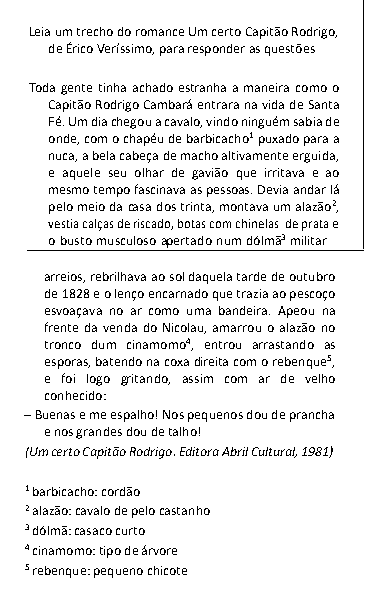 Leia um trecho do romance Um certo Capitão Rodrigo,
de Érico Veríssimo, para responder as questões
Toda gente tinha achado estranha a maneira como o
Capitão Rodrigo Cambará entrara na vida de Santa
Fé. Um dia chegou a cavalo, vindo ninguém sabia de
onde, com o chapéu de barbicacho¹ puxado para a
nuca, a bela cabeça de macho altivamente erguida,
e aquele seu olhar de gavião que irritava e ao
mesmo tempo fascinava as pessoas. Devia andar lá
pelo meio da casa dos trinta, montava um alazão²,
vestia calças de riscado, botas com chinelas de prata e
o busto musculoso apertado num dólmã³ militar
arreios, rebrilhava ao sol daquela tarde de outubro
de 1828 e o lenço encarnado que trazia ao pescoço
esvoaçava no ar como uma bandeira. Apeou na
frente da venda do Nicolau, amarrou o alazão no
tronco dum cinamomo⁴, entrou arrastando as
esporas, batendo na coxa direita com o rebenque⁵,
e foi logo gritando, assim com ar de velho
conhecido:
– Buenas e me espalho! Nos pequenos dou de prancha
e nos grandes dou de talho!
(Um certo Capitão Rodrigo. Editora Abril Cultural, 1981)
¹ barbicacho: cordão
² alazão: cavalo de pelo castanho
³ dólmã: casaco curto
⁴ cinamomo: tipo de árvore
⁵ rebenque: pequeno chicote